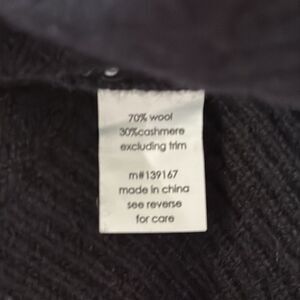 70% wool
30%cashmere
excluding trim
m#139167
made in china
see reverse
for care